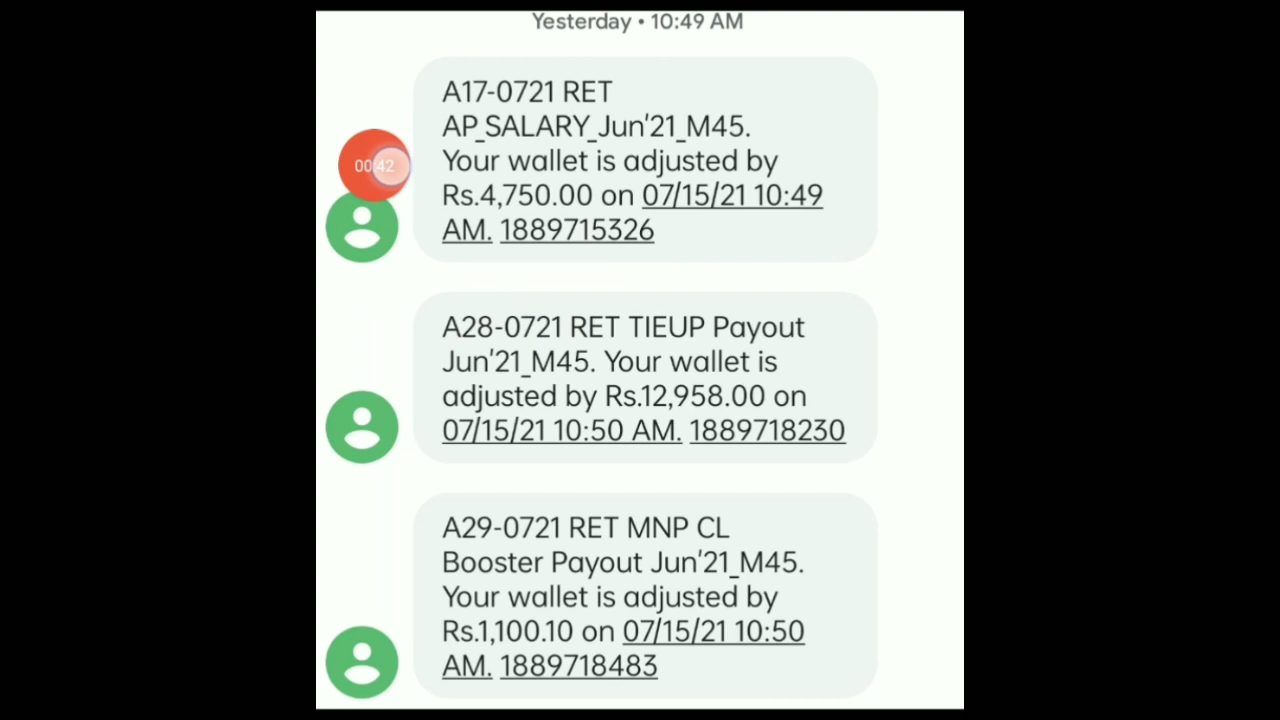 Yesterday • 10:49 AM
A17-0721 RET
AP_SALARY_Jun'21_M45.
Your wallet is adjusted by
Rs.4,750.00 on 07/15/21 10:49
AM. 1889715326
00:42
A28-0721 RET TIEUP Payout
Jun'21_M45. Your wallet is
adjusted by Rs.12,958.00 on
07/15/21 10:50 AM. 1889718230
A29-0721 RET MNP CL
Booster Payout Jun'21_M45.
Your wallet is adjusted by
Rs.1,100.10 on 07/15/21 10:50
AM. 1889718483